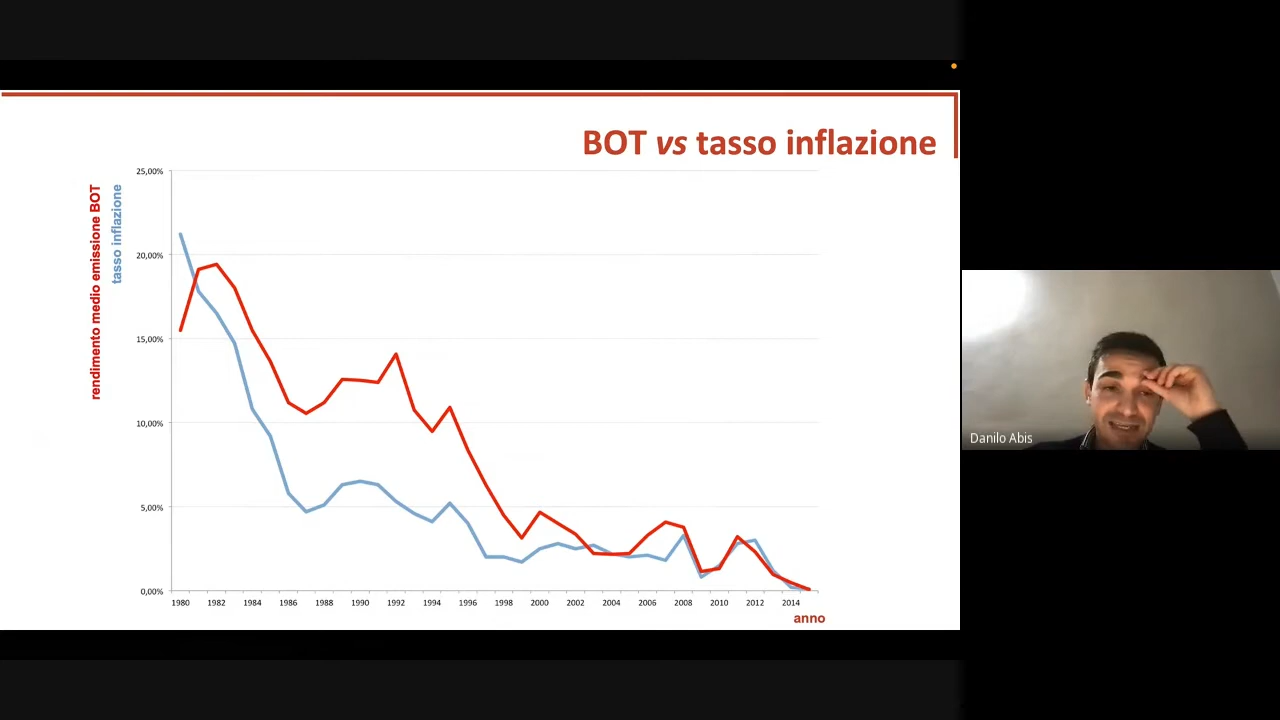 BOT vs tasso inflazione
rendimento medio emissione BOT
tasso inflazione
25,00%
20,00%
15,00%
10,00%
5,00%
0,00%
1980 1982 1984 1986 1988 1990 1992 1994 1996 1998 2000 2002 2004 2006 2008 2010 2012 2014
anno
Danilo Abis